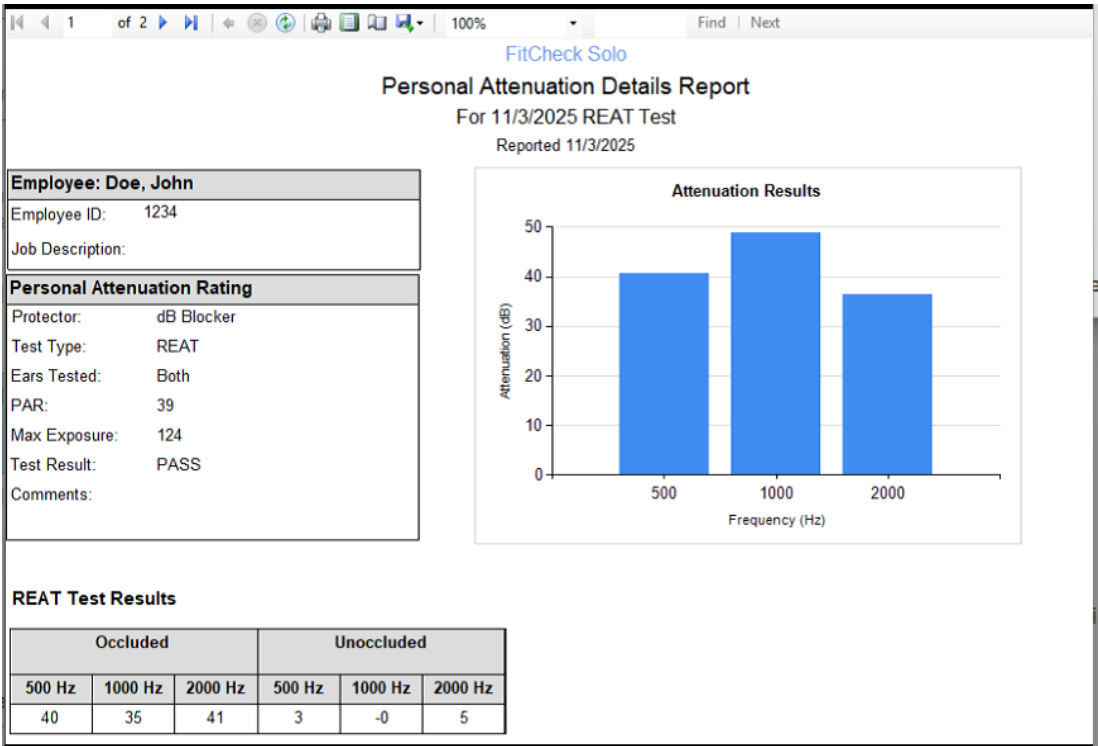 1 of 2 100% Find | Next
FitCheck Solo
Personal Attenuation Details Report
For 11/3/2025 REAT Test
Reported 11/3/2025
Employee: Doe, John
Employee ID: 1234
Job Description:
Personal Attenuation Rating
Protector: dB Blocker
Test Type: REAT
Ears Tested: Both
PAR: 39
Max Exposure: 124
Test Result: PASS
Comments:
Attenuation Results
Attenuation (dB)
50
40
30
20
10
0
500 1000 2000
Frequency (Hz)
REAT Test Results
Occluded Unoccluded
500 Hz 1000 Hz 2000 Hz 500 Hz 1000 Hz 2000 Hz
40 35 41 3 -0 5